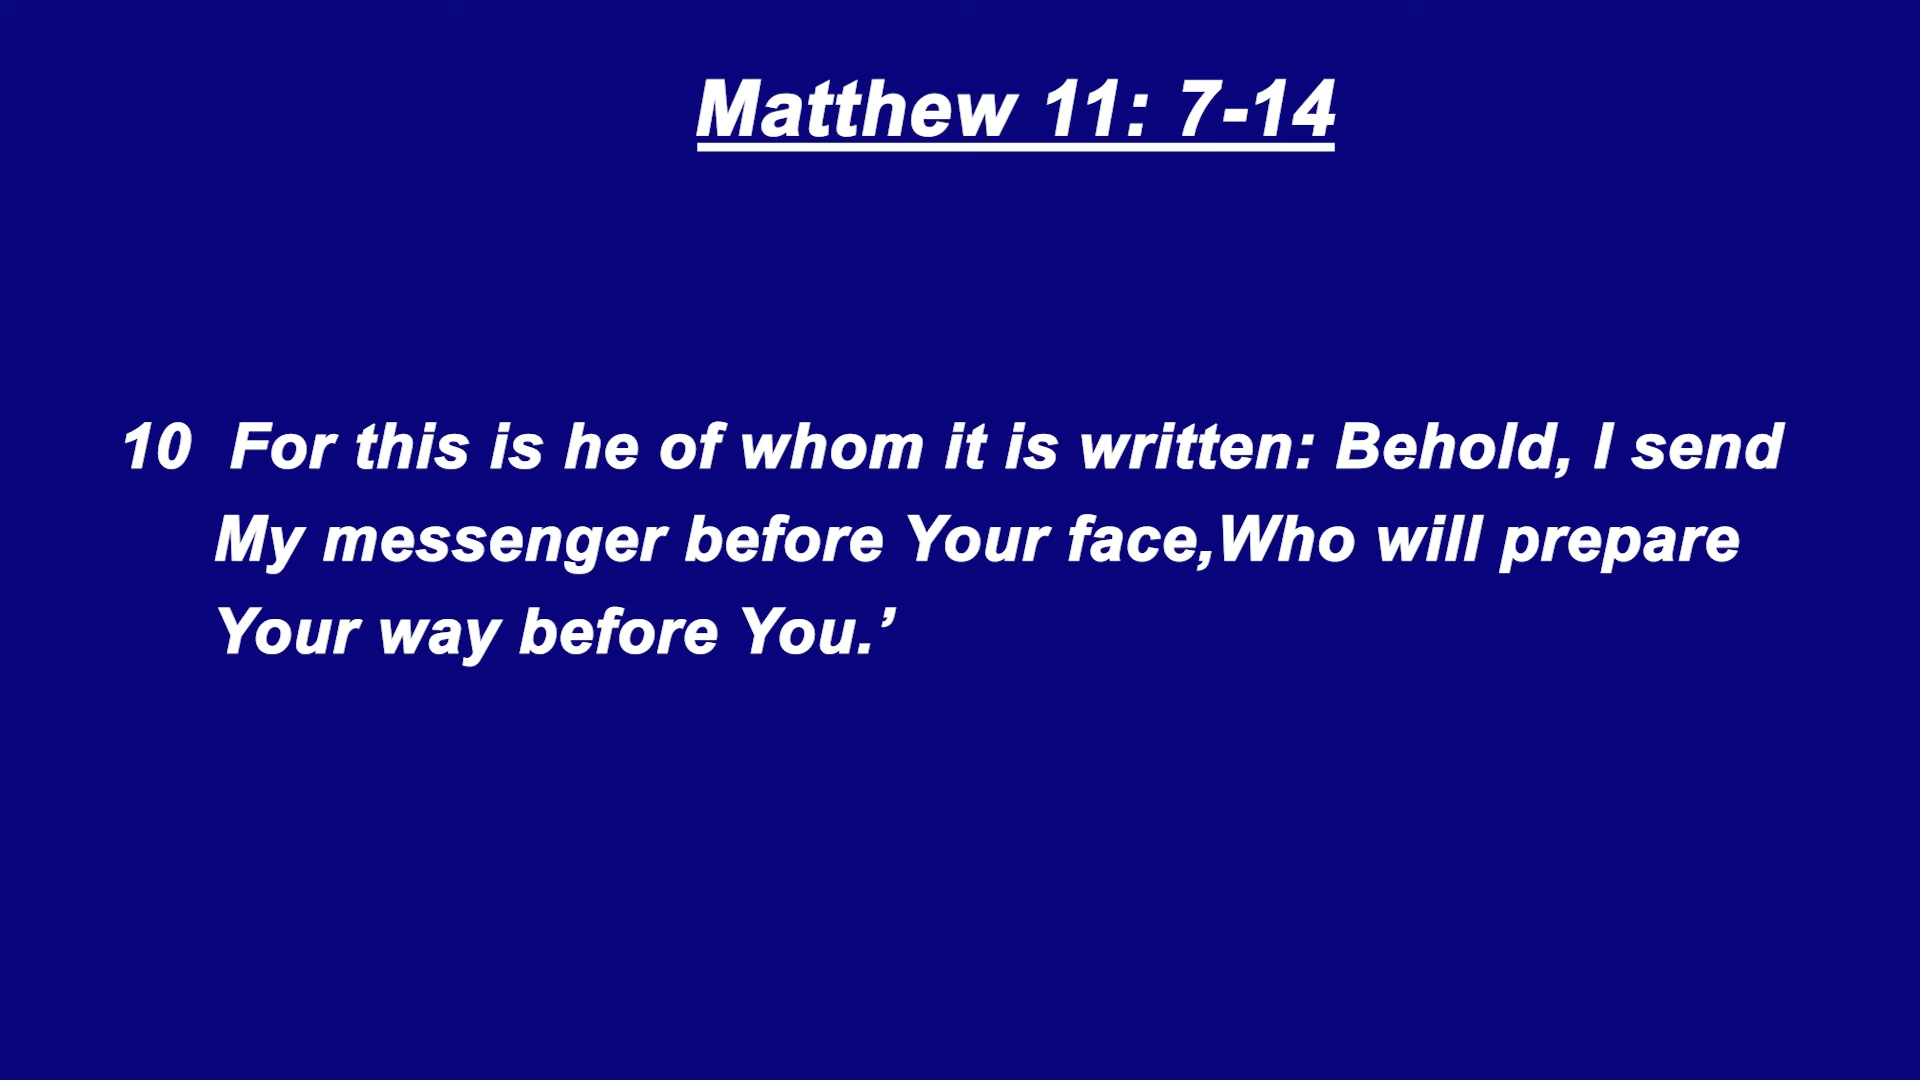 Matthew 11: 7-14
10 For this is he of whom it is written: Behold, I send
My messenger before Your face,Who will prepare
Your way before You.’